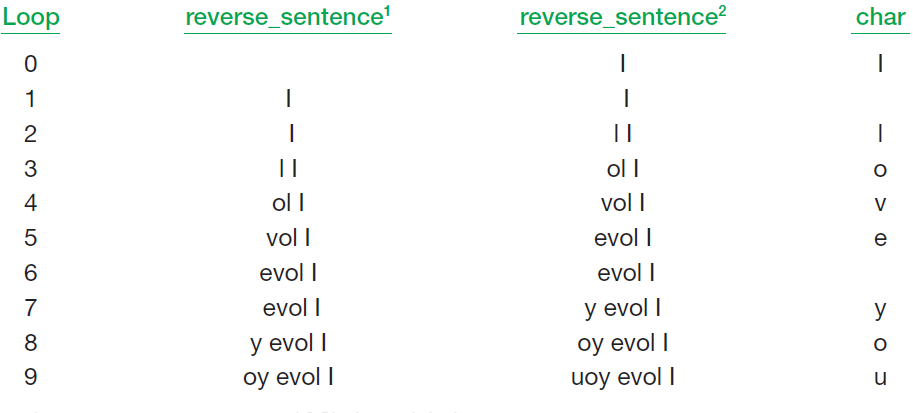 Loop reverse_sentence¹ reverse_sentence² char
0 I I
1 I I
2 I l I l
3 l I ol I o
4 ol I vol I v
5 vol I evol I e
6 evol I evol I
7 evol I y evol I y
8 y evol I oy evol I o
9 oy evol I uoy evol I u